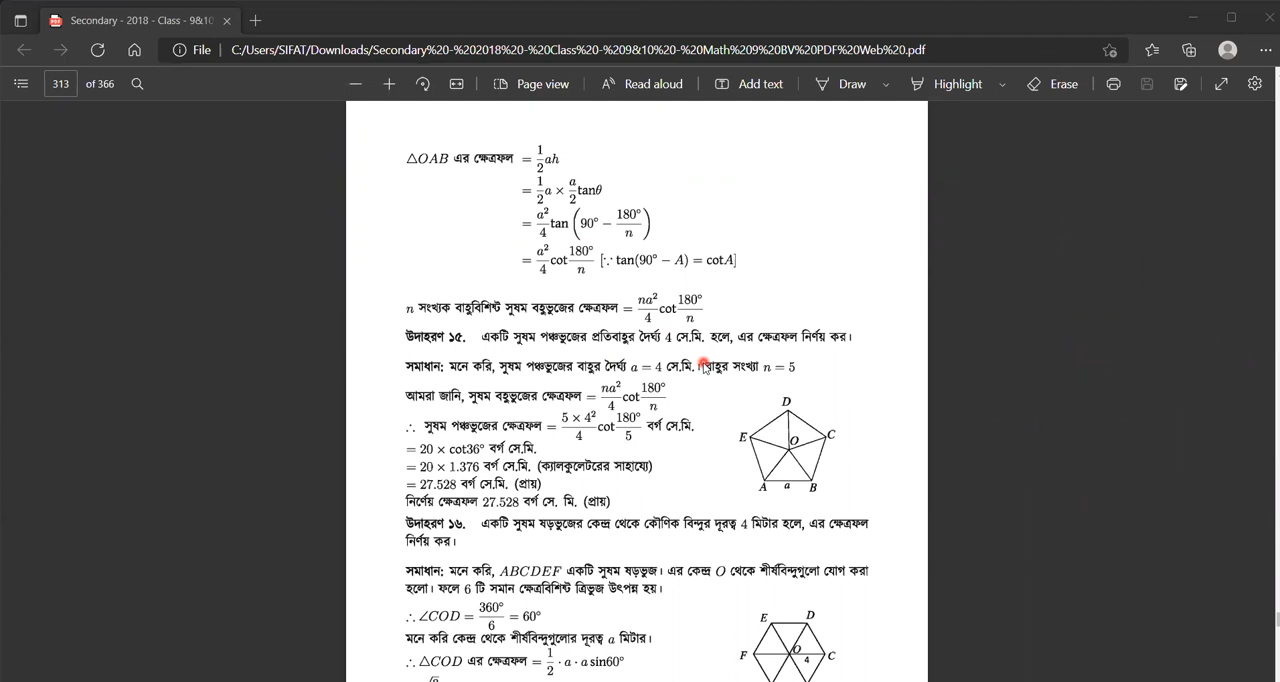 Secondary - 2018 - Class - 9&10
File C:/Users/SIFAT/Downloads/Secondary%20-%202018%20-%20Class%20-%209&10%20-%20Math%209%20BV%20PDF%20Web%20.pdf
313 of 366 Page view Read aloud Add text Draw Highlight Erase
△OAB এর ক্ষেত্রফল = 1/2 ah
= 1/2 a × a/2 tanθ
= a²/4 tan (90° − 180°/n)
= a²/4 cot 180°/n [∵ tan(90° − A) = cotA]
n সংখ্যক বাহুবিশিষ্ট সুষম বহুভুজের ক্ষেত্রফল = na²/4 cot 180°/n
উদাহরণ ১৫. একটি সুষম পঞ্চভুজের প্রতিবাহুর দৈর্ঘ্য 4 সে.মি. হলে, এর ক্ষেত্রফল নির্ণয় কর।
সমাধান: মনে করি, সুষম পঞ্চভুজের বাহুর দৈর্ঘ্য a = 4 সে.মি. বাহুর সংখ্যা n = 5
আমরা জানি, সুষম বহুভুজের ক্ষেত্রফল = na²/4 cot 180°/n
∴ সুষম পঞ্চভুজের ক্ষেত্রফল = 5 × 4²/4 cot 180°/5 বর্গ সে.মি.
= 20 × cot36° বর্গ সে.মি.
= 20 × 1.376 বর্গ সে.মি. (ক্যালকুলেটরের সাহায্যে)
= 27.528 বর্গ সে.মি. (প্রায়)
নির্ণেয় ক্ষেত্রফল 27.528 বর্গ সে. মি. (প্রায়)
D
E O C
A a B
উদাহরণ ১৬. একটি সুষম ষড়ভুজের কেন্দ্র থেকে কৌণিক বিন্দুর দূরত্ব 4 মিটার হলে, এর ক্ষেত্রফল
নির্ণয় কর।
সমাধান: মনে করি, ABCDEF একটি সুষম ষড়ভুজ। এর কেন্দ্র O থেকে শীর্ষবিন্দুগুলো যোগ করা
হলো। ফলে 6 টি সমান ক্ষেত্রবিশিষ্ট ত্রিভুজ উৎপন্ন হয়।
∴ ∠COD = 360°/6 = 60°
মনে করি কেন্দ্র থেকে শীর্ষবিন্দুগুলোর দূরত্ব a মিটার।
∴ △COD এর ক্ষেত্রফল = 1/2 · a · a sin60°
E D
F O 4 C